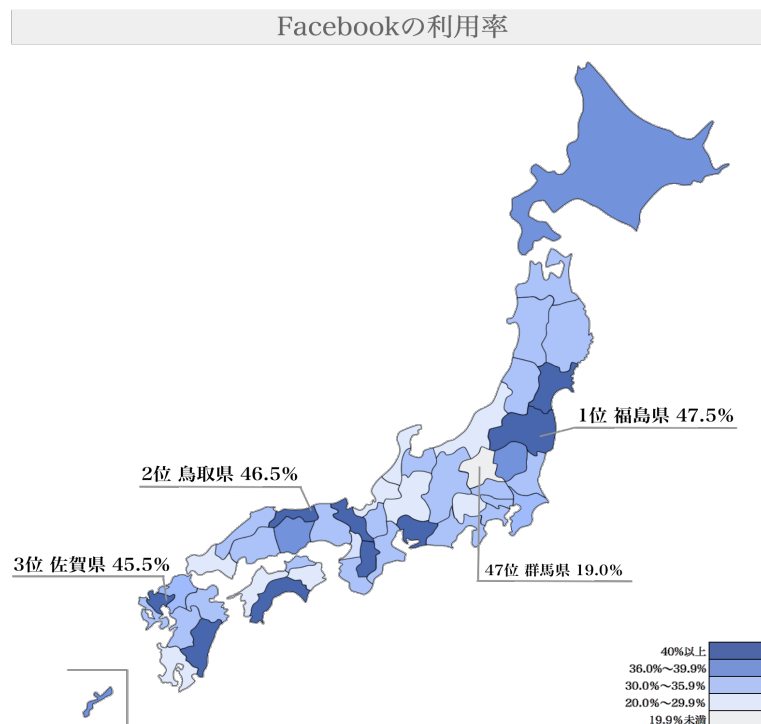 Facebookの利用率
1位 福島県 47.5%
2位 鳥取県 46.5%
3位 佐賀県 45.5%
47位 群馬県 19.0%
40%以上
36.0%～39.9%
30.0%～35.9%
20.0%～29.9%
19.9%未満